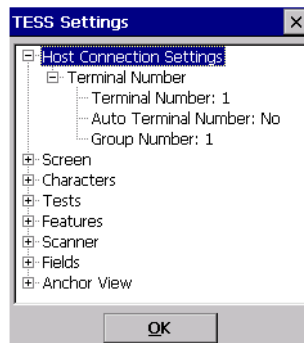 TESS Settings
Host Connection Settings
Terminal Number
Terminal Number: 1
Auto Terminal Number: No
Group Number: 1
Screen
Characters
Tests
Features
Scanner
Fields
Anchor View
OK